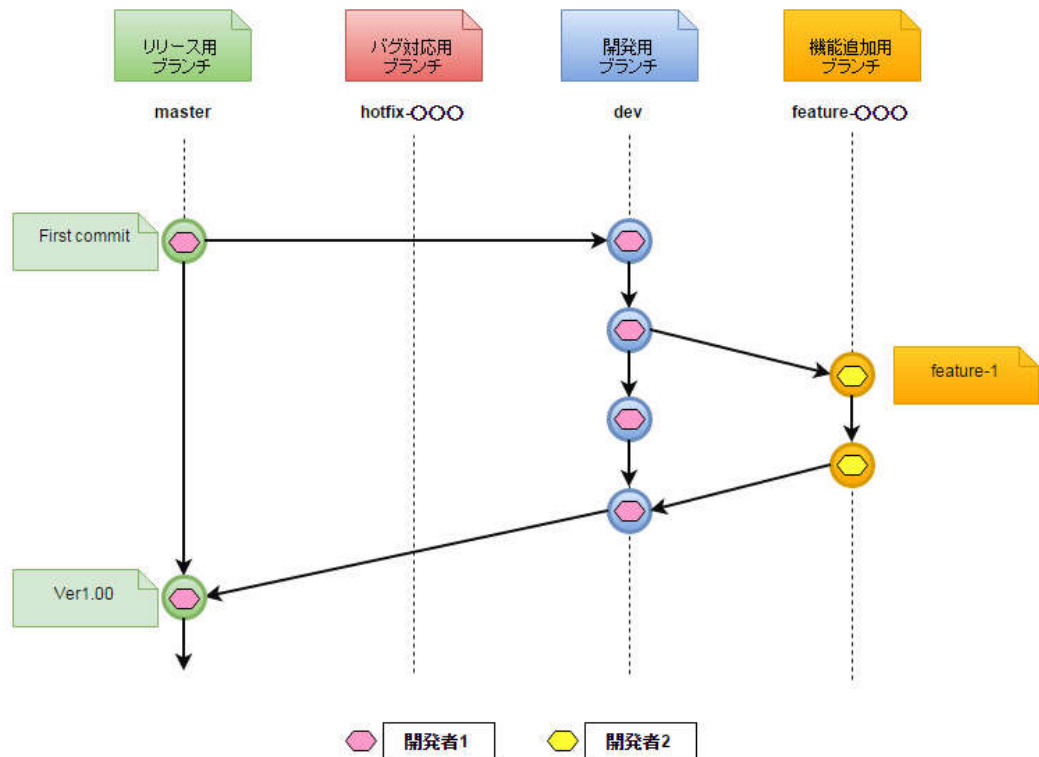 リリース用
ブランチ
バグ対応用
ブランチ
開発用
ブランチ
機能追加用
ブランチ
master
hotfix-〇〇〇
dev
feature-〇〇〇
First commit
feature-1
Ver1.00
開発者1
開発者2